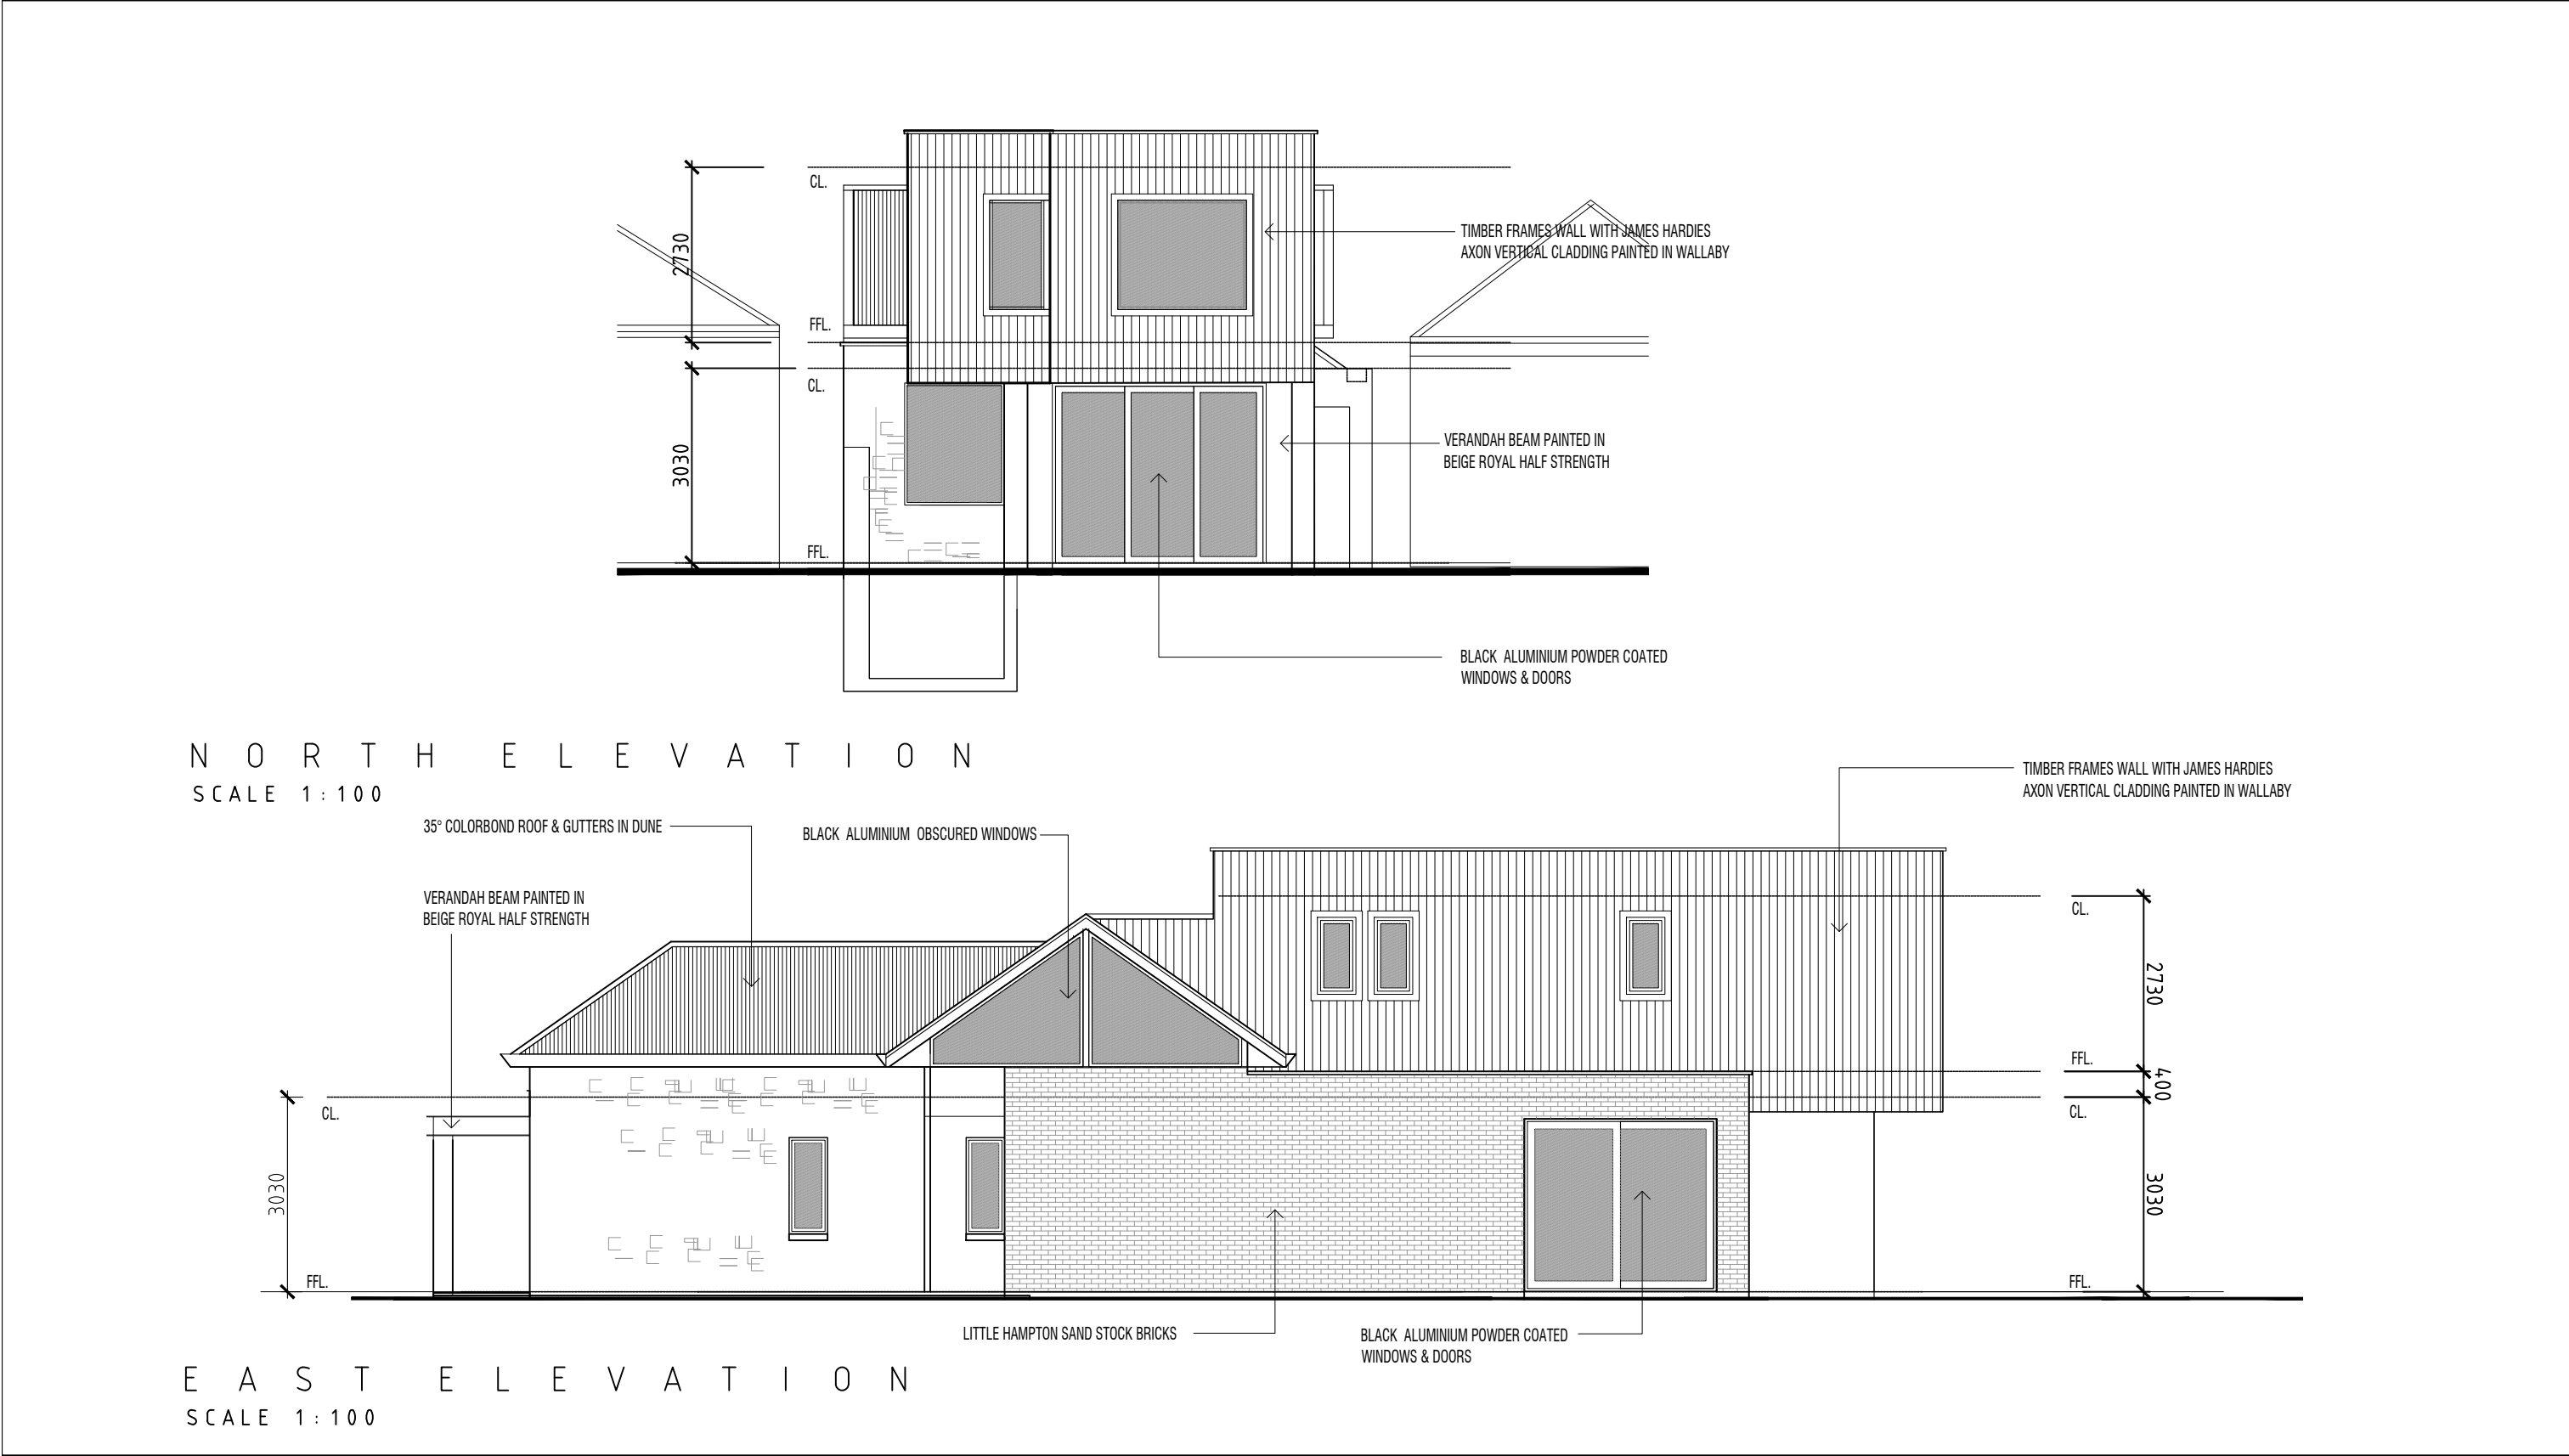 CL.
2730
TIMBER FRAMES WALL WITH JAMES HARDIES
AXON VERTICAL CLADDING PAINTED IN WALLABY
FFL.
CL.
3030
VERANDAH BEAM PAINTED IN
BEIGE ROYAL HALF STRENGTH
FFL.
BLACK ALUMINIUM POWDER COATED
WINDOWS & DOORS
NORTH ELEVATION
SCALE 1:100
TIMBER FRAMES WALL WITH JAMES HARDIES
AXON VERTICAL CLADDING PAINTED IN WALLABY
35° COLORBOND ROOF & GUTTERS IN DUNE
BLACK ALUMINIUM OBSCURED WINDOWS
VERANDAH BEAM PAINTED IN
BEIGE ROYAL HALF STRENGTH
CL.
2730
FFL.
400
CL.
CL.
3030
3030
FFL.
FFL.
LITTLE HAMPTON SAND STOCK BRICKS
BLACK ALUMINIUM POWDER COATED
WINDOWS & DOORS
EAST ELEVATION
SCALE 1:100